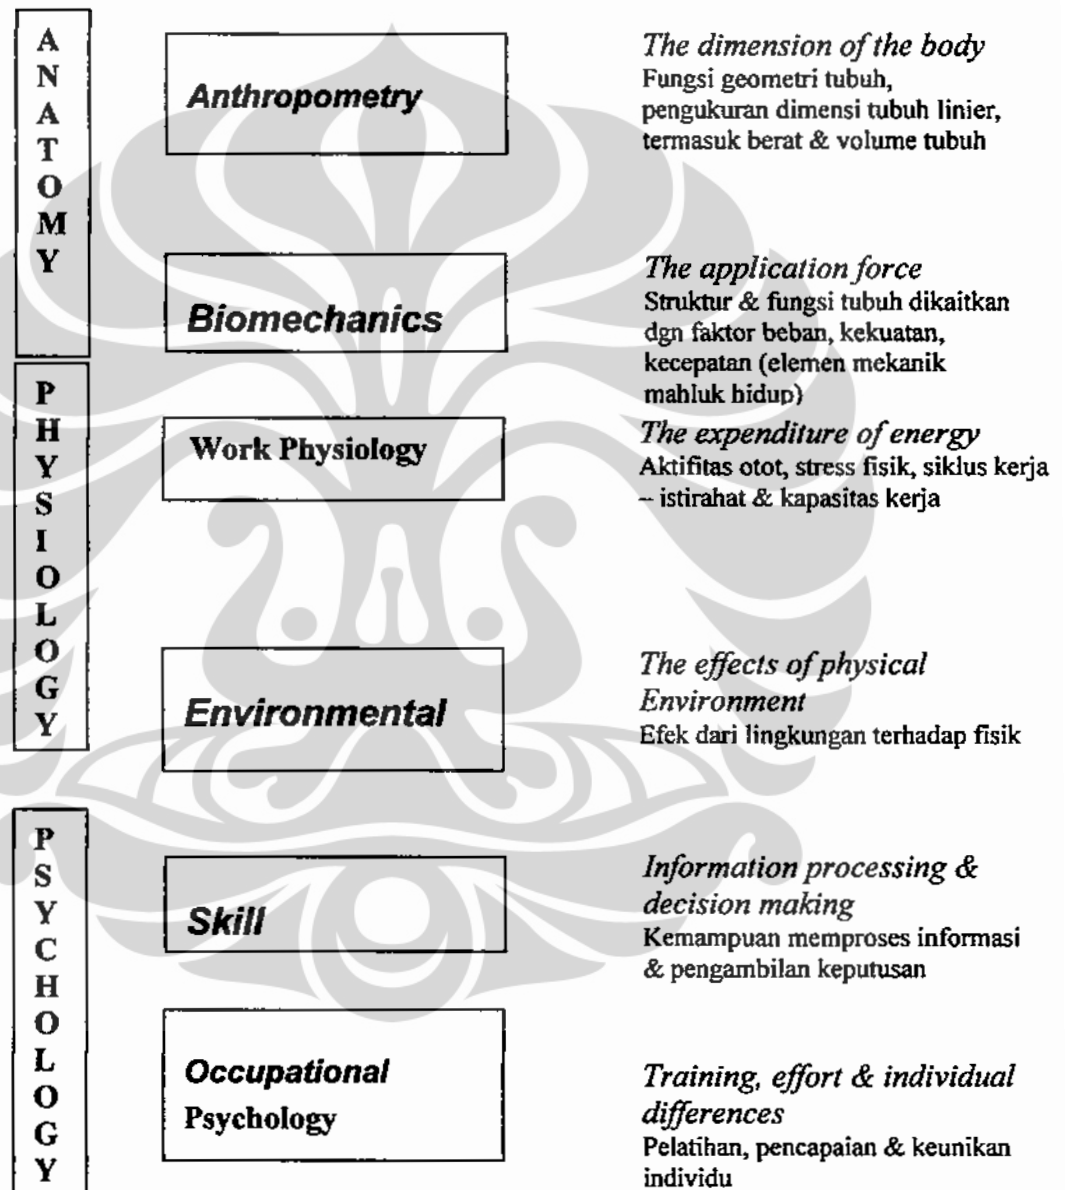 ANATOMY
Anthropometry
The dimension of the body
Fungsi geometri tubuh,
pengukuran dimensi tubuh linier,
termasuk berat & volume tubuh
Biomechanics
The application force
Struktur & fungsi tubuh dikaitkan
dgn faktor beban, kekuatan,
kecepatan (elemen mekanik
mahluk hidup)
PHYSIOLOGY
Work Physiology
The expenditure of energy
Aktifitas otot, stress fisik, siklus kerja
– istirahat & kapasitas kerja
Environmental
The effects of physical
Environment
Efek dari lingkungan terhadap fisik
PSYCHOLOGY
Skill
Information processing &
decision making
Kemampuan memproses informasi
& pengambilan keputusan
Occupational
Psychology
Training, effort & individual
differences
Pelatihan, pencapaian & keunikan
individu